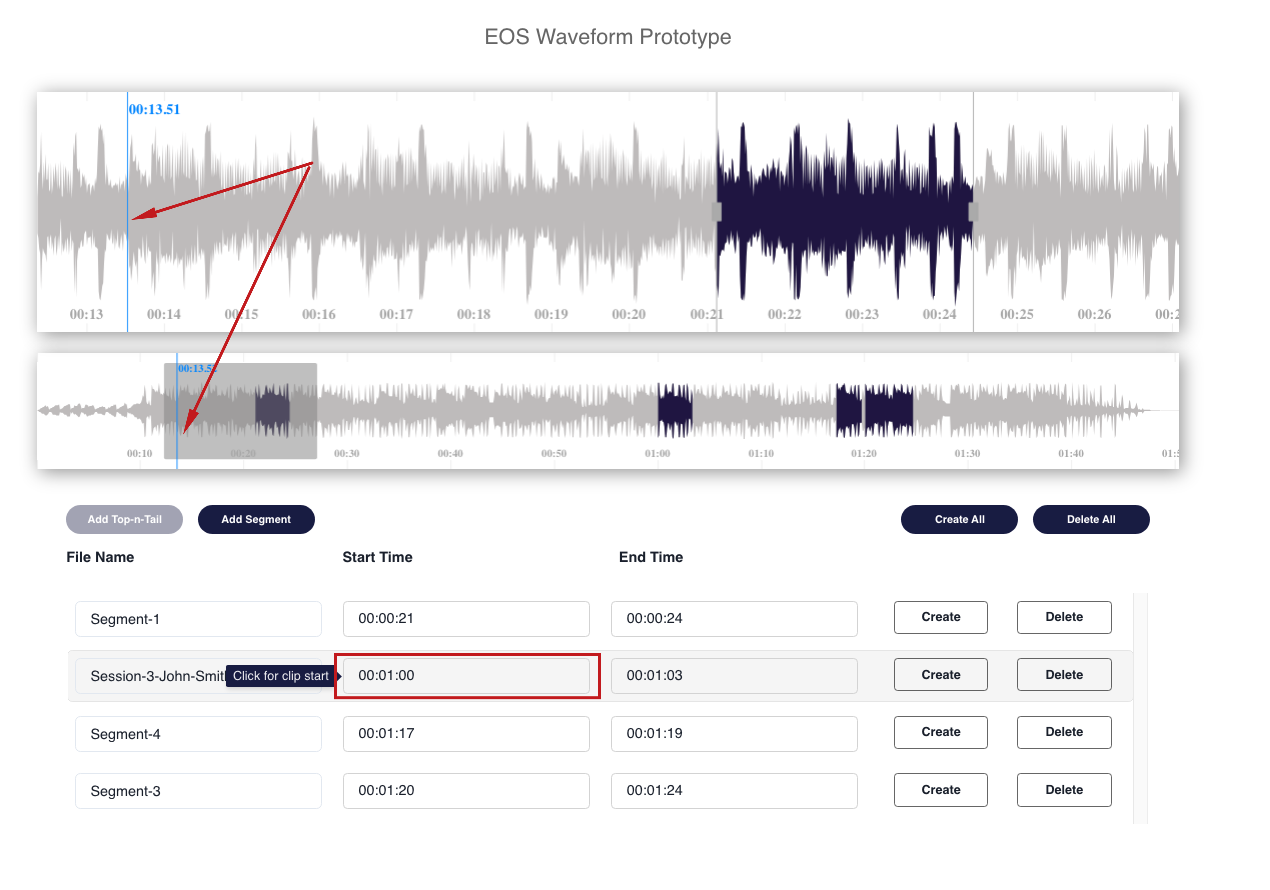 EOS Waveform Prototype
00:13.51
00:13 00:14 00:15 00:16 00:17 00:18 00:19 00:20 00:21 00:22 00:23 00:24 00:25 00:26
00:13.51
00:10 00:20 00:30 00:40 00:50 01:00 01:10 01:20 01:30 01:40
Add Top-n-Tail Add Segment Create All Delete All
File Name Start Time End Time
Segment-1 00:00:21 00:00:24 Create Delete
Session-3-John-Smit Click for clip start 00:01:00 00:01:03 Create Delete
Segment-4 00:01:17 00:01:19 Create Delete
Segment-3 00:01:20 00:01:24 Create Delete